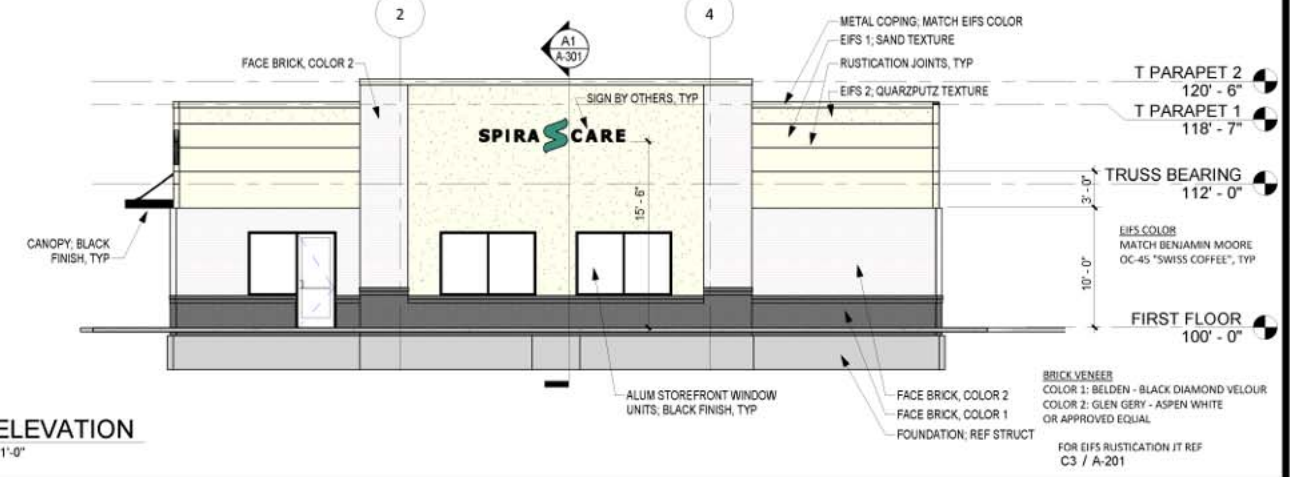 2
4
A1
A-301
FACE BRICK, COLOR 2
SIGN BY OTHERS, TYP
METAL COPING; MATCH EIFS COLOR
EIFS 1; SAND TEXTURE
RUSTICATION JOINTS, TYP
EIFS 2; QUARZPUTZ TEXTURE
T PARAPET 2
120' - 6"
T PARAPET 1
118' - 7"
SPIRA CARE
TRUSS BEARING
112' - 0"
3' - 0"
15' - 6"
CANOPY; BLACK
FINISH, TYP
EIFS COLOR
MATCH BENJAMIN MOORE
OC-45 "SWISS COFFEE", TYP
10' - 0"
FIRST FLOOR
100' - 0"
ALUM STOREFRONT WINDOW
UNITS; BLACK FINISH, TYP
FACE BRICK, COLOR 2
FACE BRICK, COLOR 1
FOUNDATION; REF STRUCT
BRICK VENEER
COLOR 1: BELDEN - BLACK DIAMOND VELOUR
COLOR 2: GLEN GERY - ASPEN WHITE
OR APPROVED EQUAL
FOR EIFS RUSTICATION JT REF
C3 / A-201
ELEVATION
1'-0"